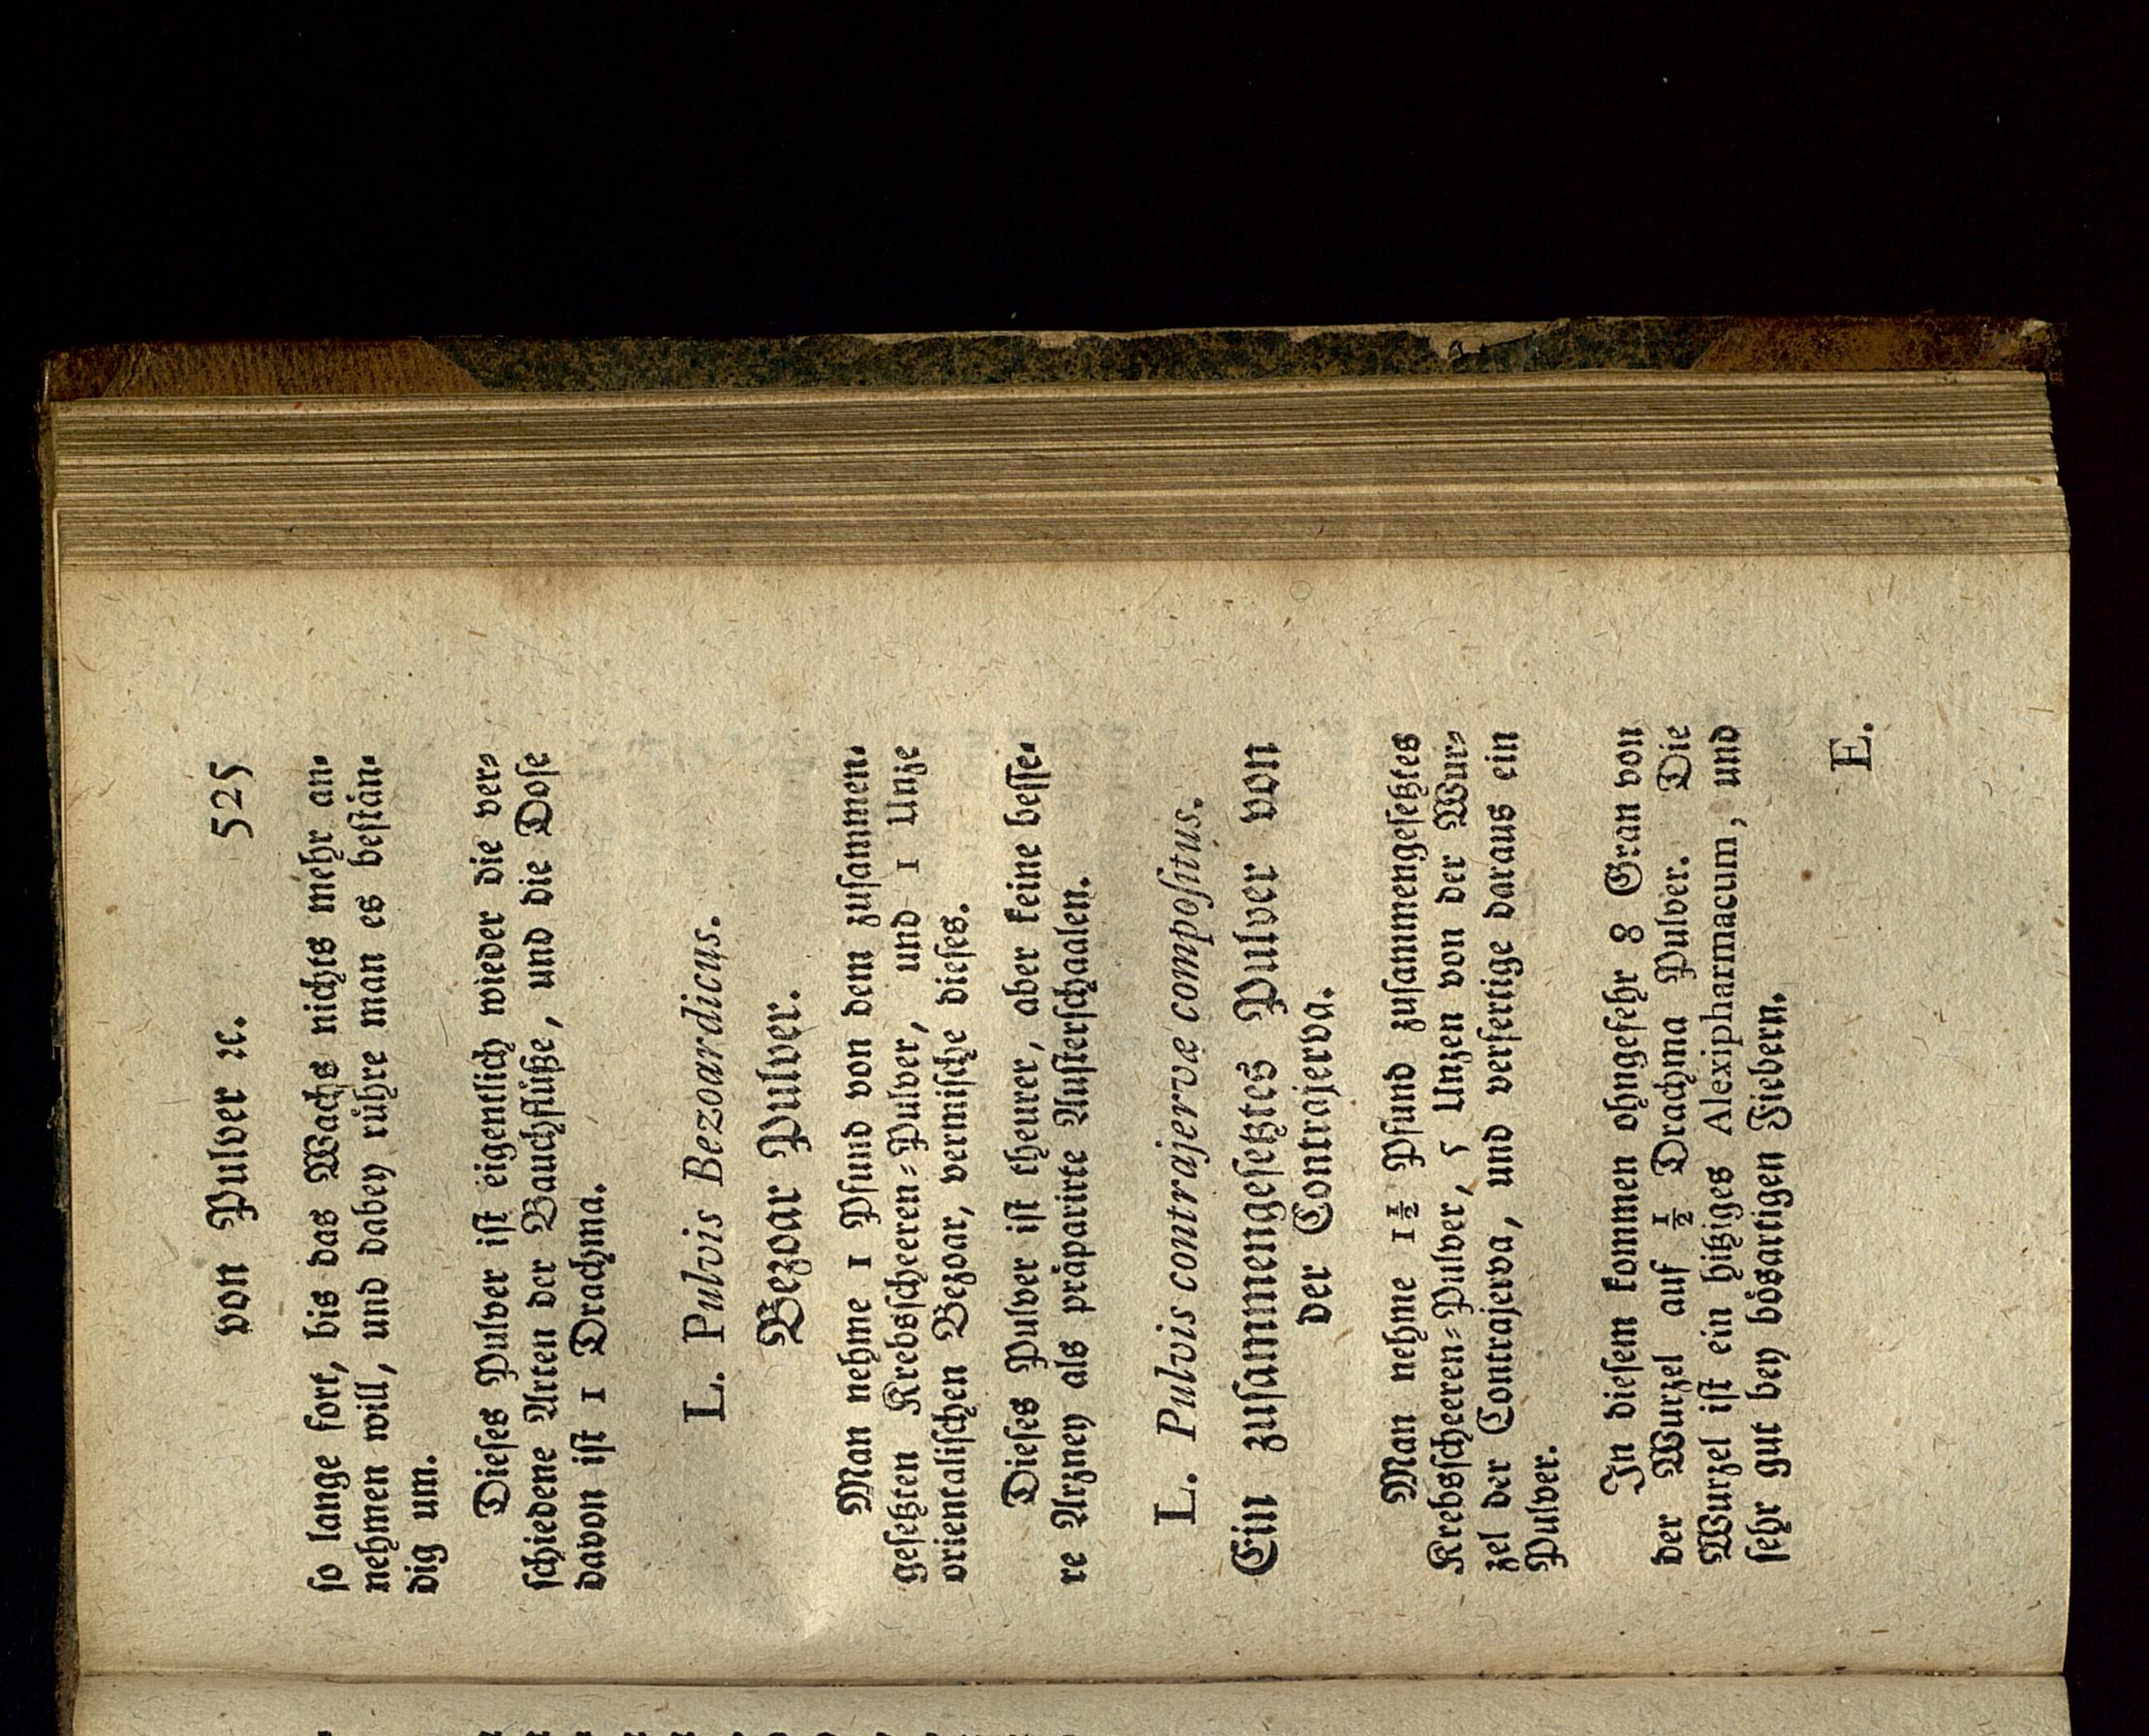 von Pulver ꝛc. 525
ſo lange fort, bis das Wachs nichts mehr an-
nehmen will, und dabey rühre man es beſtän-
dig um.
Dieſes Pulver iſt eigentlich wieder die ver-
ſchiedene Arten der Bauchflüße, und die Doſe
davon iſt 1 Drachma.
L. Pulvis Bezoardicus.
Bezoar Pulver.
Man nehme 1 Pfund von dem zuſammen-
geſetzten Krebsſcheeren-Pulver, und 1 Unze
orientaliſchen Bezoar, vermiſche dieſes.
Dieſes Pulver iſt theurer, aber keine beſſe-
re Arzney als präparirte Auſterſchaalen.
L. Pulvis contrajervæ compoſitus.
Ein zuſammengeſetztes Pulver von
der Contrajerva.
Man nehme 1½ Pfund zuſammengeſetztes
Krebsſcheeren-Pulver, 5 Unzen von der Wur-
zel der Contrajerva, und verfertige daraus ein
Pulver.
In dieſem kommen ohngefehr 8 Gran von
der Wurzel auf ½ Drachma Pulver. Die
Wurzel iſt ein hitziges Alexipharmacum, und
ſehr gut bey bösartigen Fiebern.
E.